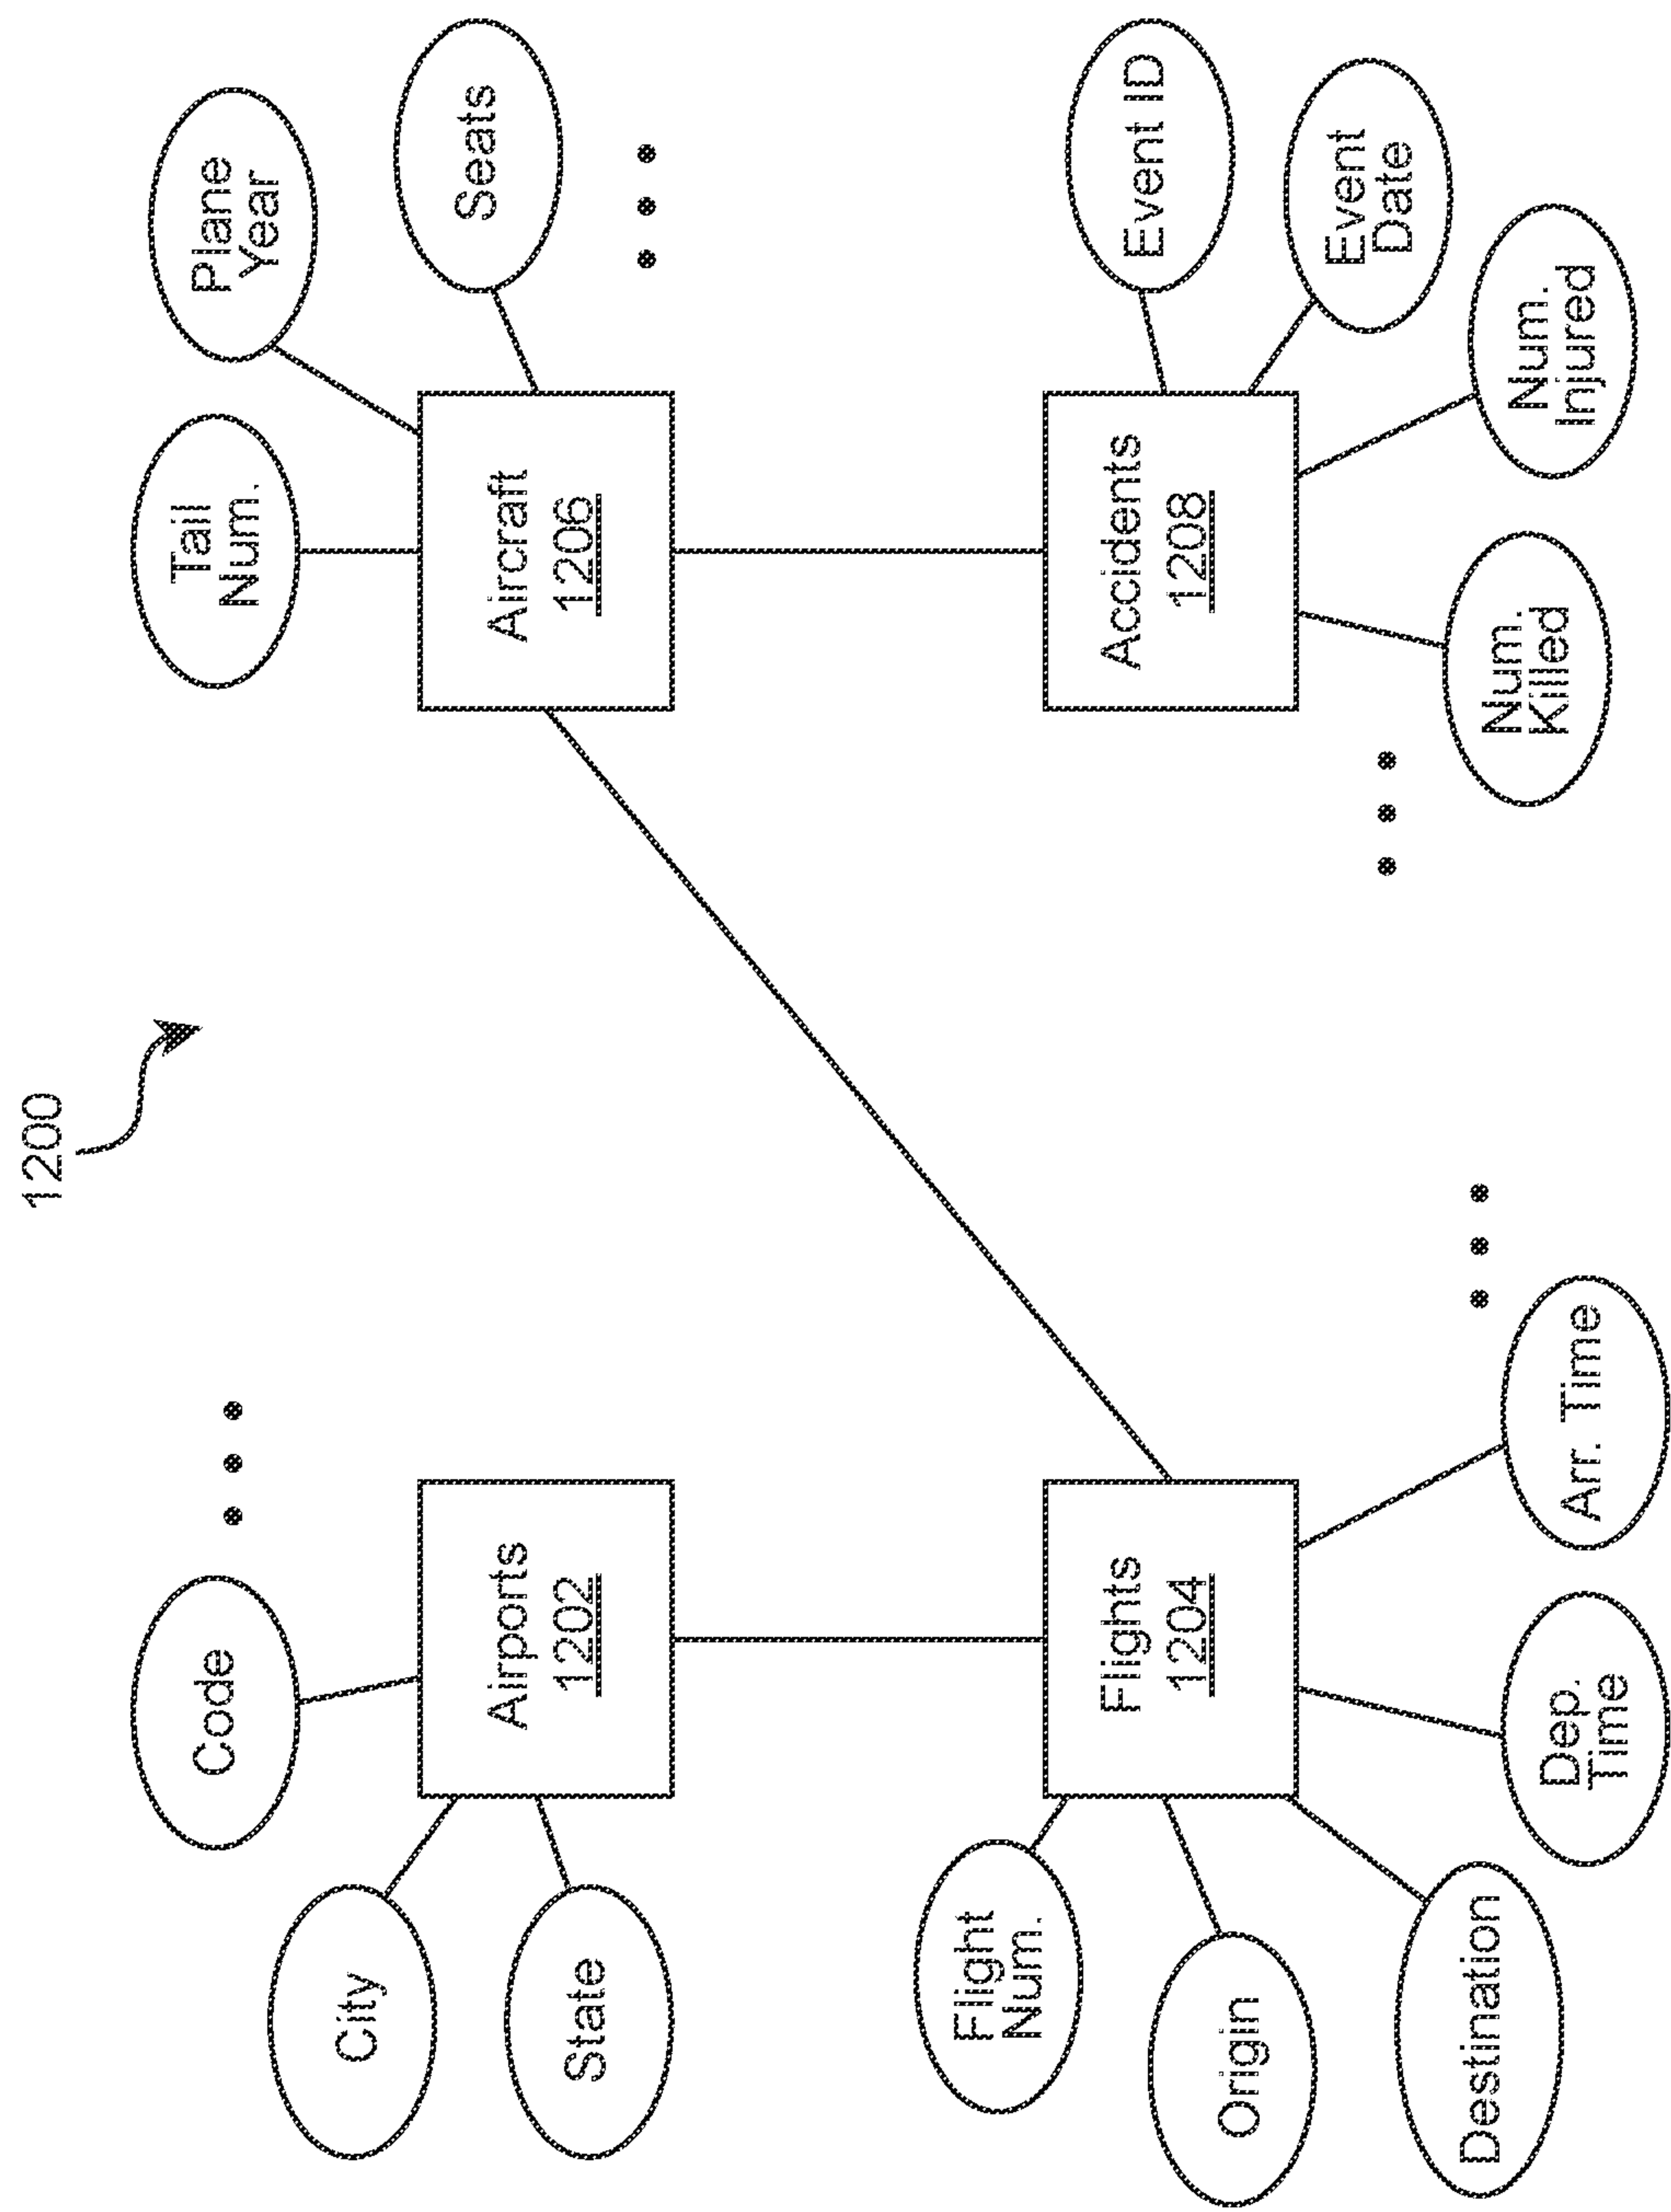 1200
Code
City
State
Airports
1202
Tail
Num.
Plane
Year
Seats
Aircraft
1206
Flight
Num.
Origin
Destination
Dep.
Time
Arr. Time
Flights
1204
Accidents
1208
Event ID
Event
Date
Num.
Injured
Num.
Killed